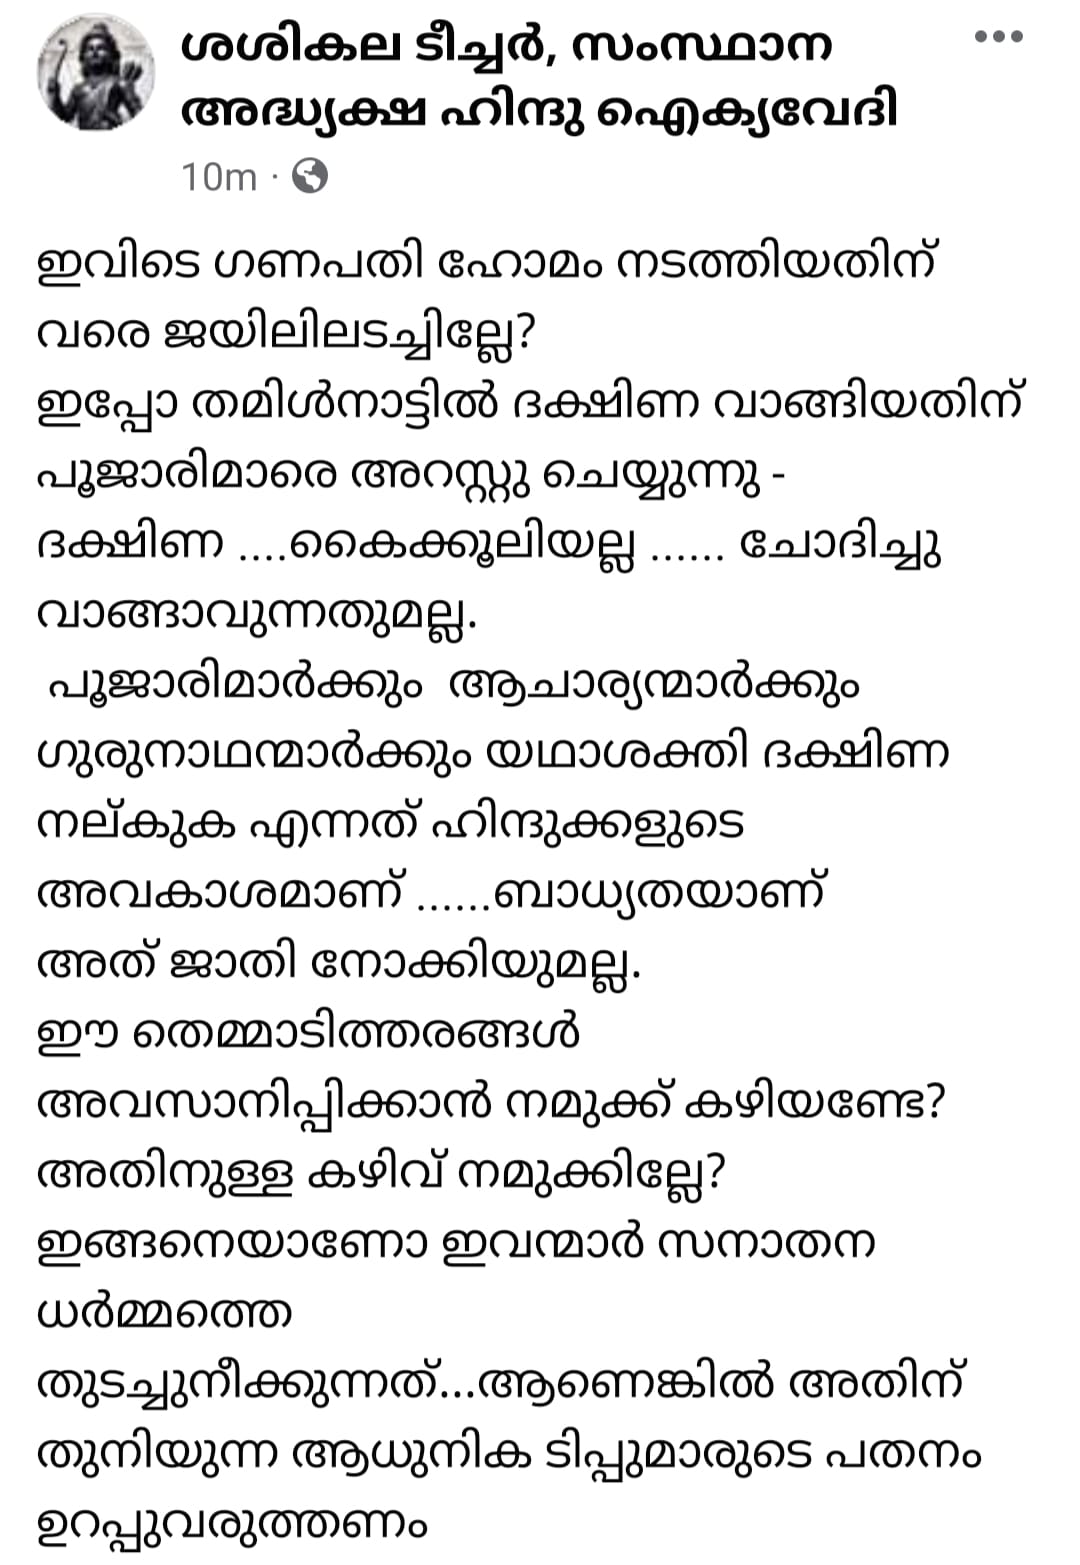 ശശികല ടീച്ചർ, സംസ്ഥാന
അദ്ധ്യക്ഷ ഹിന്ദു ഐക്യവേദി
10m ·
ഇവിടെ ഗണപതി ഹോമം നടത്തിയതിന്
വരെ ജയിലിലടച്ചില്ലേ?
ഇപ്പോ തമിൾനാട്ടിൽ ദക്ഷിണ വാങ്ങിയതിന്
പൂജാരിമാരെ അറസ്റ്റു ചെയ്യുന്നു -
ദക്ഷിണ ....കൈക്കൂലിയല്ല ...... ചോദിച്ചു
വാങ്ങാവുന്നതുമല്ല.
പൂജാരിമാർക്കും ആചാര്യന്മാർക്കും
ഗുരുനാഥന്മാർക്കും യഥാശക്തി ദക്ഷിണ
നല്കുക എന്നത് ഹിന്ദുക്കളുടെ
അവകാശമാണ് ......ബാധ്യതയാണ്
അത് ജാതി നോക്കിയുമല്ല.
ഈ തെമ്മാടിത്തരങ്ങൾ
അവസാനിപ്പിക്കാൻ നമുക്ക് കഴിയണ്ടേ?
അതിനുള്ള കഴിവ് നമുക്കില്ലേ?
ഇങ്ങനെയാണോ ഇവന്മാർ സനാതന
ധർമ്മത്തെ
തുടച്ചുനീക്കുന്നത്...ആണെങ്കിൽ അതിന്
തുനിയുന്ന ആധുനിക ടിപ്പുമാരുടെ പതനം
ഉറപ്പുവരുത്തണം